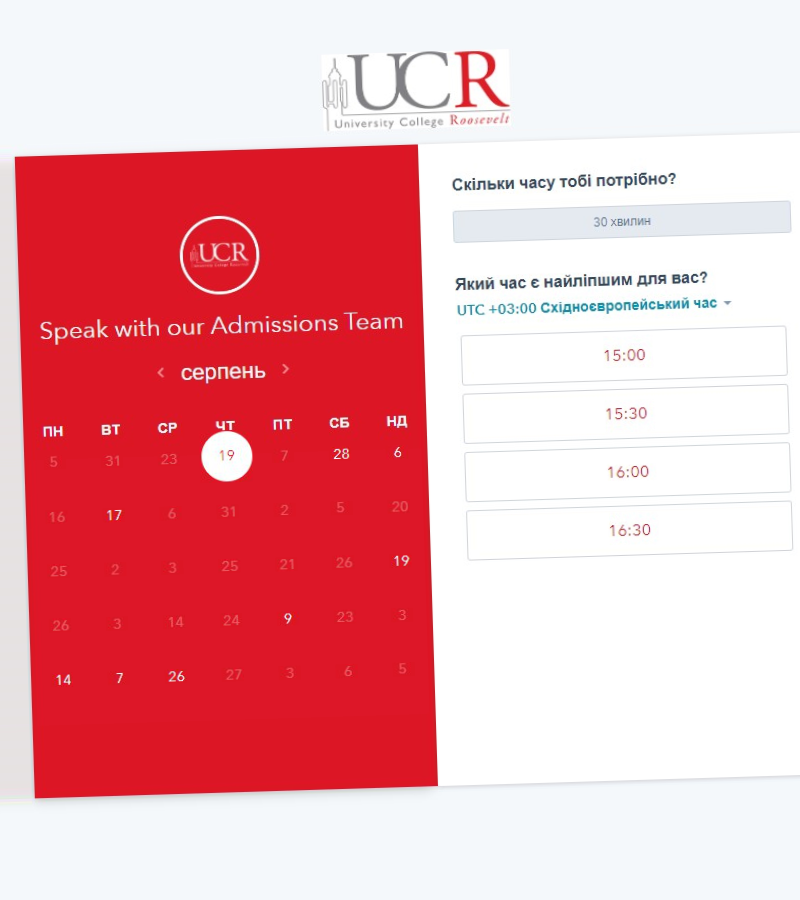 UCR
University College Roosevelt
UCR
University College Roosevelt
Speak with our Admissions Team
серпень
ПН ВТ СР ЧТ ПТ СБ НД
5 31 23 19 7 28 6
16 17 6 31 2 5 20
25 2 3 25 21 26 19
26 3 14 24 9 23 3
14 7 26 27 3 6 5
Скільки часу тобі потрібно?
30 хвилин
Який час є найліпшим для вас?
UTC +03:00 Східноєвропейський час
15:00
15:30
16:00
16:30